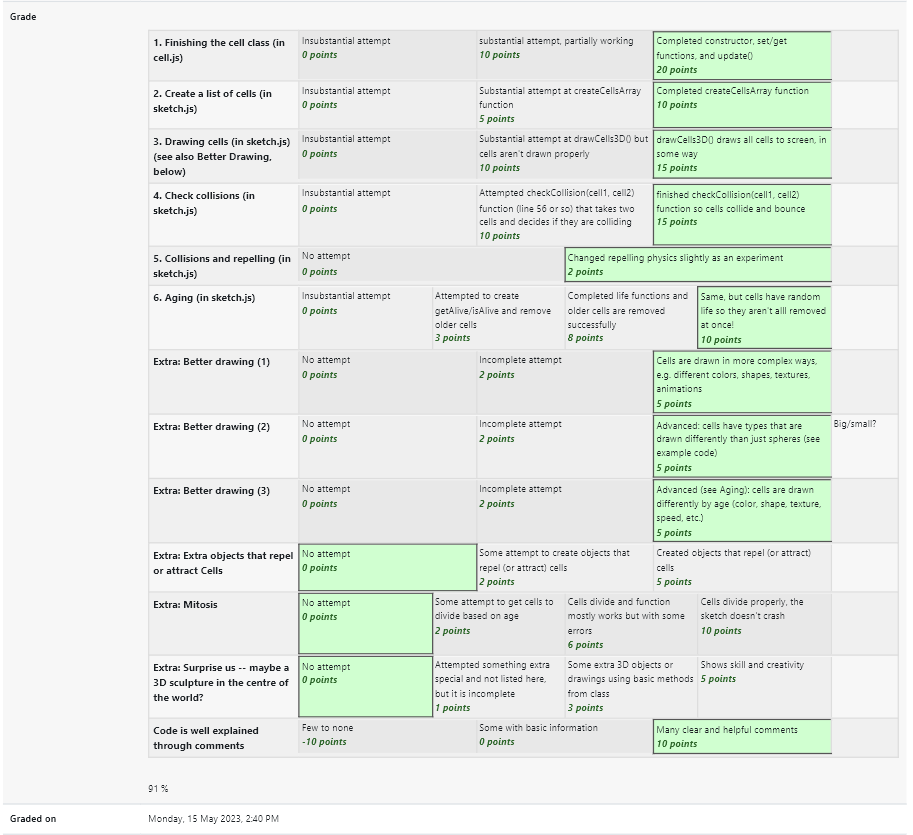 Grade
1. Finishing the cell class (in
cell.js)
Insubstantial attempt
0 points
substantial attempt, partially working
10 points
Completed constructor, set/get
functions, and update()
20 points
2. Create a list of cells (in
sketch.js)
Insubstantial attempt
0 points
Substantial attempt at createCellsArray
function
5 points
Completed createCellsArray function
10 points
3. Drawing cells (in sketch.js)
(see also Better Drawing,
below)
Insubstantial attempt
0 points
Substantial attempt at drawCells3D() but
cells aren't drawn properly
10 points
drawCells3D() draws all cells to screen, in
some way
15 points
4. Check collisions (in
sketch.js)
Insubstantial attempt
0 points
Attempted checkCollision(cell1, cell2)
function (line 56 or so) that takes two
cells and decides if they are colliding
10 points
finished checkCollision(cell1, cell2)
function so cells collide and bounce
15 points
5. Collisions and repelling (in
sketch.js)
No attempt
0 points
Changed repelling physics slightly as an experiment
2 points
6. Aging (in sketch.js)
Insubstantial attempt
0 points
Attempted to create
getAlive/isAlive and remove
older cells
3 points
Completed life functions and
older cells are removed
successfully
8 points
Same, but cells have random
life so they aren't alll removed
at once!
10 points
Extra: Better drawing (1)
No attempt
0 points
Incomplete attempt
2 points
Cells are drawn in more complex ways,
e.g. different colors, shapes, textures,
animations
5 points
Extra: Better drawing (2)
No attempt
0 points
Incomplete attempt
2 points
Advanced: cells have types that are
drawn differently than just spheres (see
example code)
5 points
Big/small?
Extra: Better drawing (3)
No attempt
0 points
Incomplete attempt
2 points
Advanced (see Aging): cells are drawn
differently by age (color, shape, texture,
speed, etc.)
5 points
Extra: Extra objects that repel
or attract Cells
No attempt
0 points
Some attempt to create objects that
repel (or attract) cells
2 points
Created objects that repel (or attract)
cells
5 points
Extra: Mitosis
No attempt
0 points
Some attempt to get cells to
divide based on age
2 points
Cells divide and function
mostly works but with some
errors
6 points
Cells divide properly, the
sketch doesn't crash
10 points
Extra: Surprise us -- maybe a
3D sculpture in the centre of
the world?
No attempt
0 points
Attempted something extra
special and not listed here,
but it is incomplete
1 points
Some extra 3D objects or
drawings using basic methods
from class
3 points
Shows skill and creativity
5 points
Code is well explained
through comments
Few to none
-10 points
Some with basic information
0 points
Many clear and helpful comments
10 points
91 %
Graded on
Monday, 15 May 2023, 2:40 PM